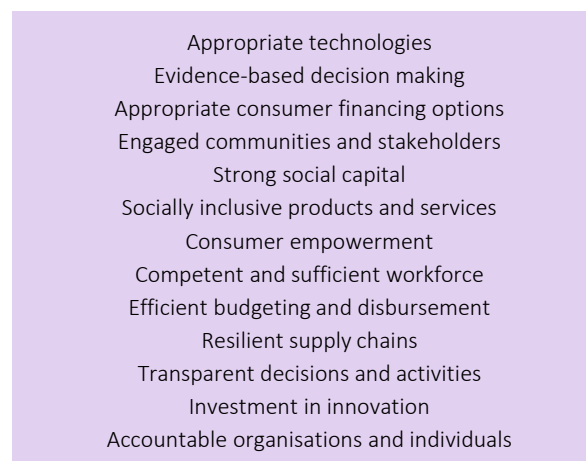 Appropriate technologies
Evidence-based decision making
Appropriate consumer financing options
Engaged communities and stakeholders
Strong social capital
Socially inclusive products and services
Consumer empowerment
Competent and sufficient workforce
Efficient budgeting and disbursement
Resilient supply chains
Transparent decisions and activities
Investment in innovation
Accountable organisations and individuals